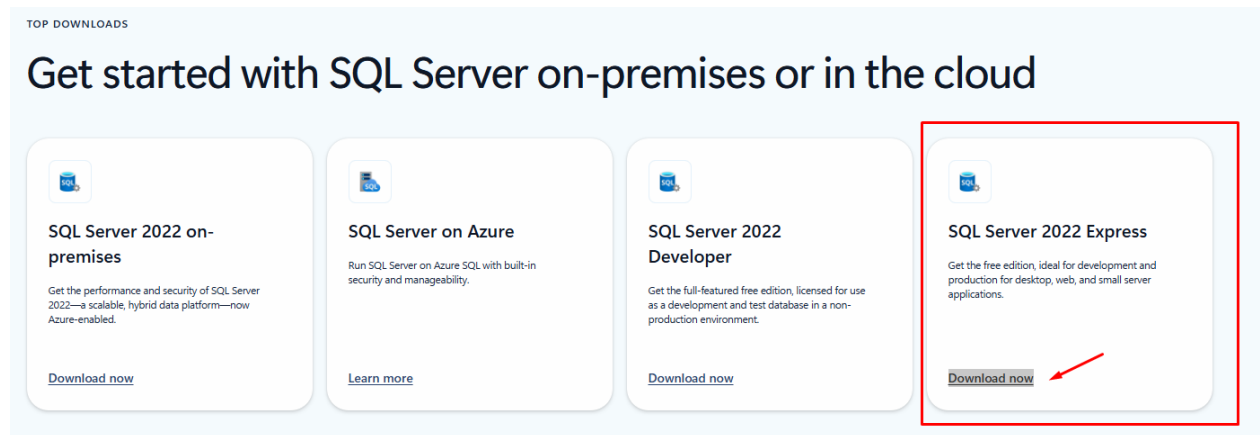 TOP DOWNLOADS
Get started with SQL Server on-premises or in the cloud
SQL
SQL Server 2022 on-
premises
Get the performance and security of SQL Server
2022—a scalable, hybrid data platform—now
Azure-enabled.
Download now
SQL
SQL Server on Azure
Run SQL Server on Azure SQL with built-in
security and manageability.
Learn more
SQL
SQL Server 2022
Developer
Get the full-featured free edition, licensed for use
as a development and test database in a non-
production environment.
Download now
SQL
SQL Server 2022 Express
Get the free edition, ideal for development and
production for desktop, web, and small server
applications.
Download now